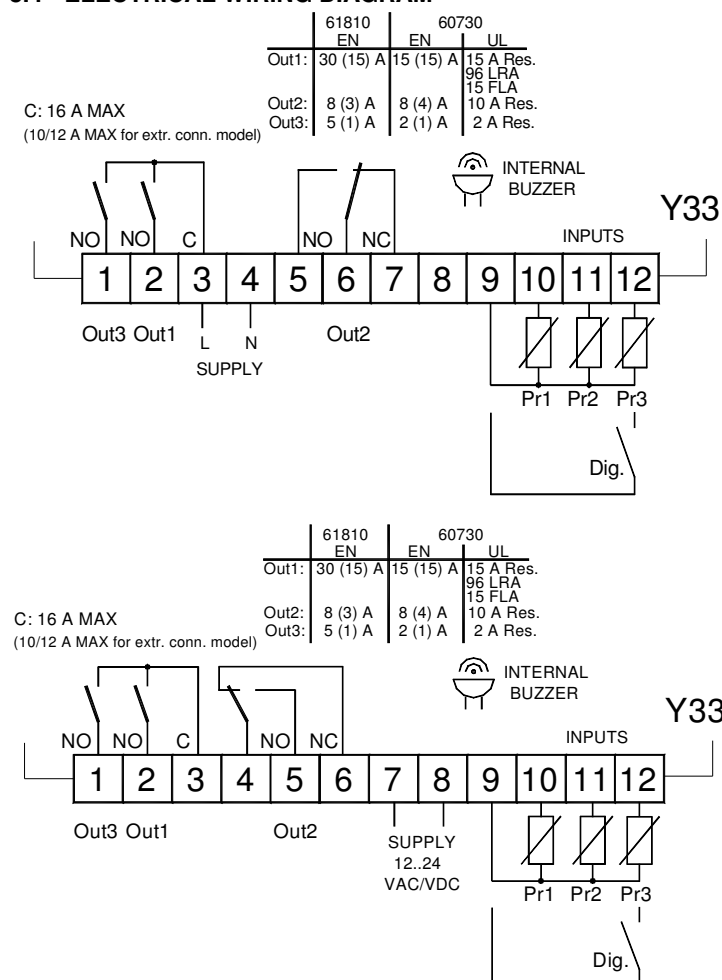 61810 60730
EN EN UL
Out1: 30 (15) A 15 (15) A 15 A Res.
96 LRA
15 FLA
Out2: 8 (3) A 8 (4) A 10 A Res.
Out3: 5 (1) A 2 (1) A 2 A Res.
C: 16 A MAX
(10/12 A MAX for extr. conn. model)
INTERNAL
BUZZER
Y33
NO NO C NO NC INPUTS
1 2 3 4 5 6 7 8 9 10 11 12
Out3 Out1 L N Out2
SUPPLY
Pr1 Pr2 Pr3
Dig.
61810 60730
EN EN UL
Out1: 30 (15) A 15 (15) A 15 A Res.
96 LRA
15 FLA
Out2: 8 (3) A 8 (4) A 10 A Res.
Out3: 5 (1) A 2 (1) A 2 A Res.
C: 16 A MAX
(10/12 A MAX for extr. conn. model)
INTERNAL
BUZZER
Y33
NO NO C NO NC INPUTS
1 2 3 4 5 6 7 8 9 10 11 12
Out3 Out1 Out2 SUPPLY
12..24
VAC/VDC
Pr1 Pr2 Pr3
Dig.